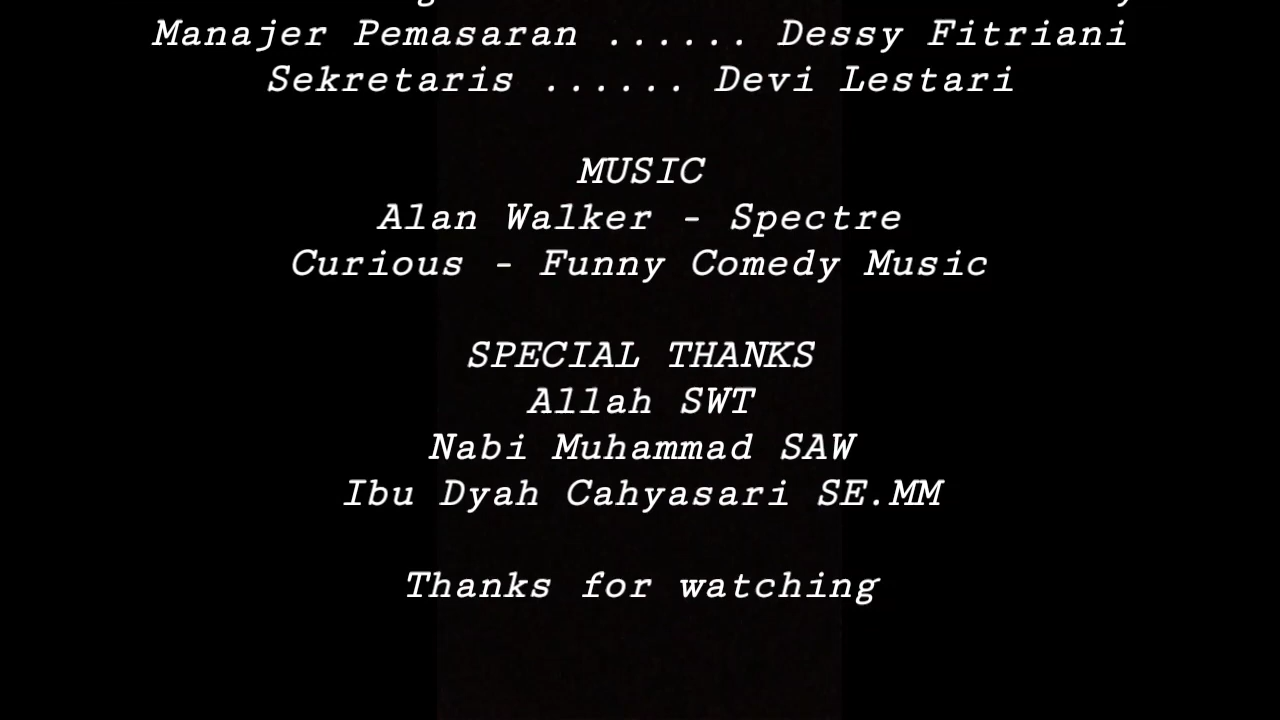 Manajer Pemasaran ...... Dessy Fitriani
Sekretaris ...... Devi Lestari
MUSIC
Alan Walker - Spectre
Curious - Funny Comedy Music
SPECIAL THANKS
Allah SWT
Nabi Muhammad SAW
Ibu Dyah Cahyasari SE.MM
Thanks for watching